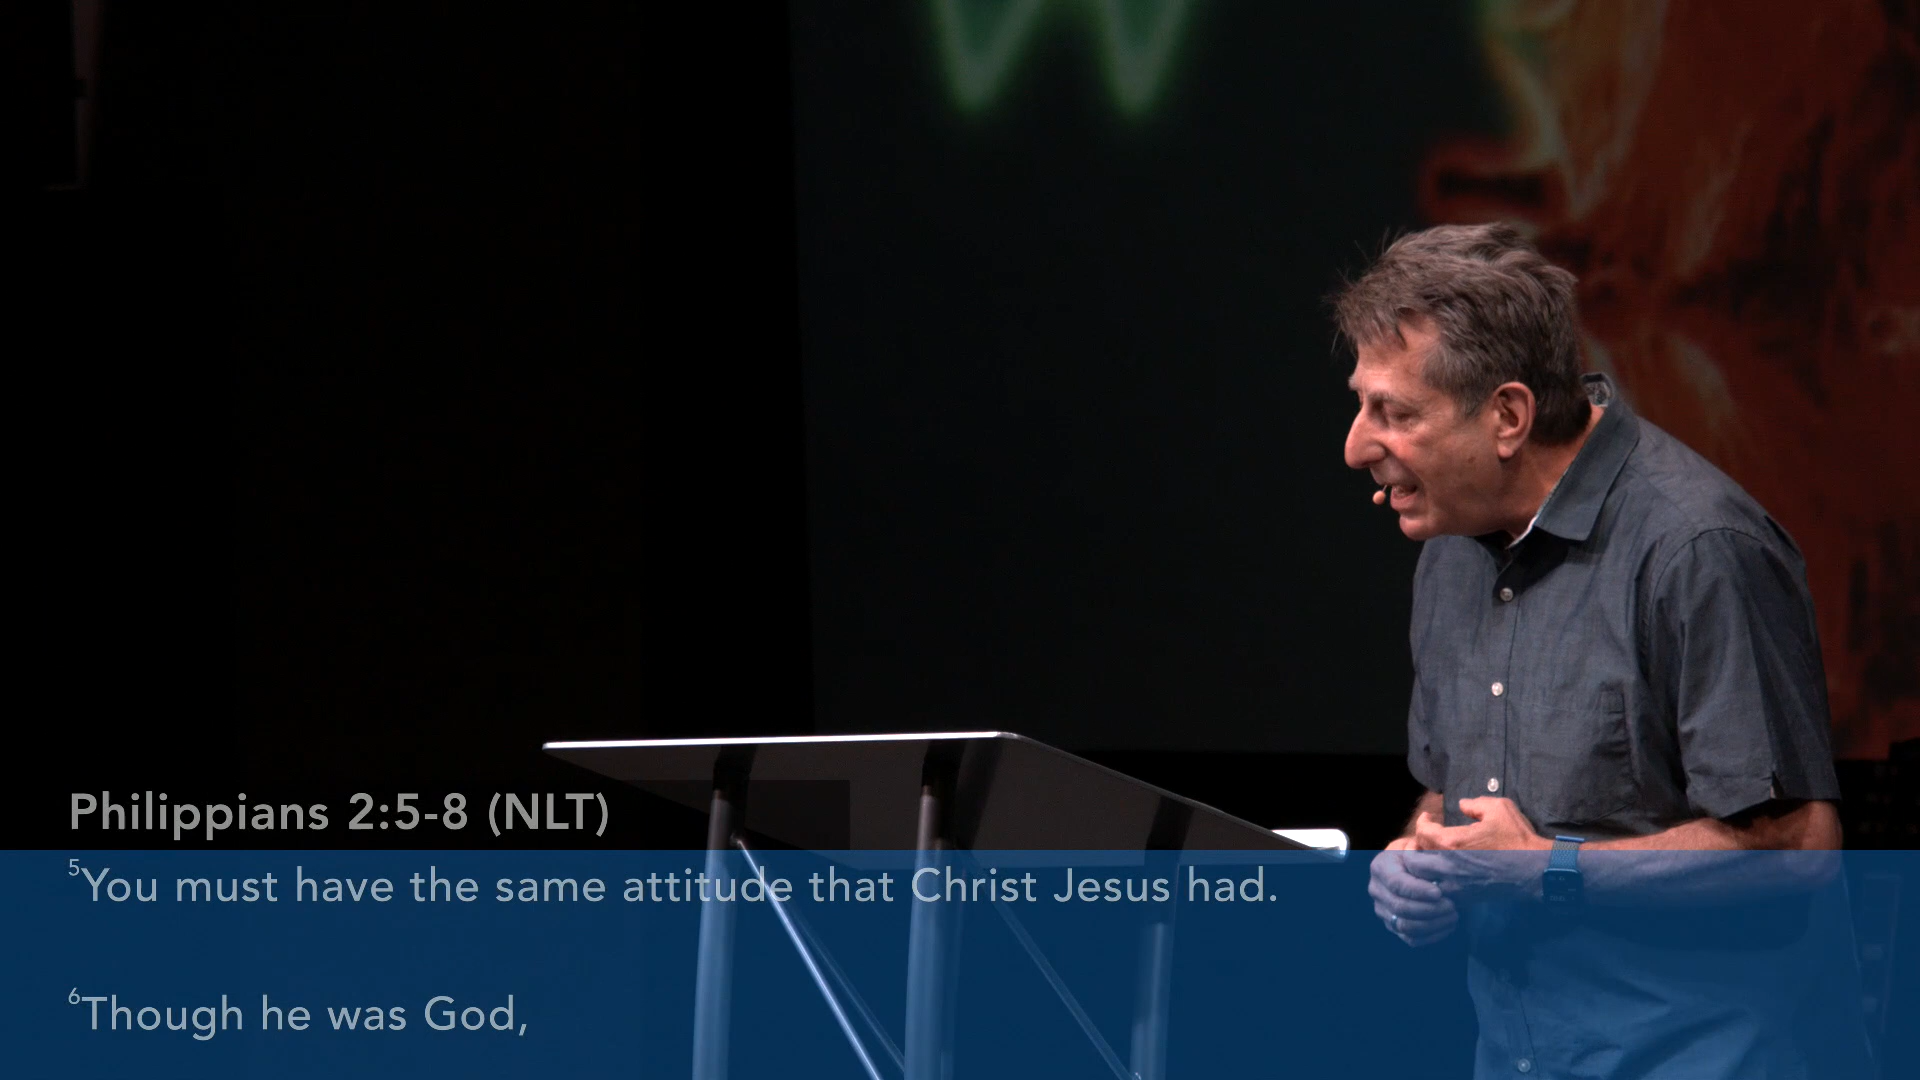 W
Philippians 2:5-8 (NLT)
5You must have the same attitude that Christ Jesus had.
6Though he was God,